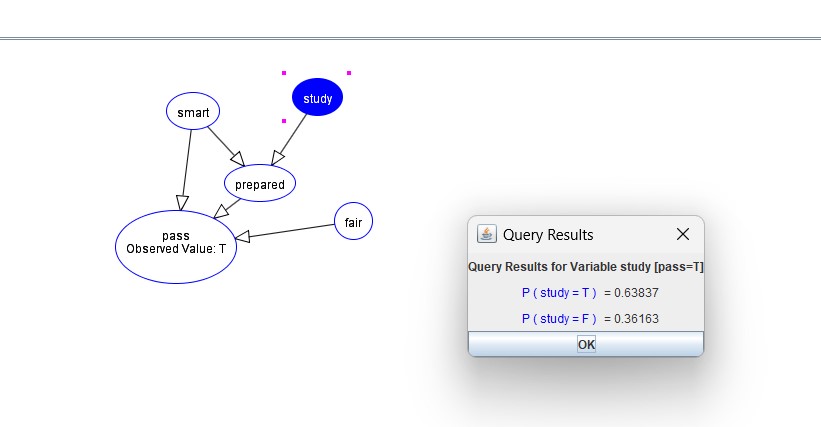 study
smart
prepared
fair
pass
Observed Value: T
Query Results
Query Results for Variable study [pass=T]
P ( study = T ) = 0.63837
P ( study = F ) = 0.36163
OK